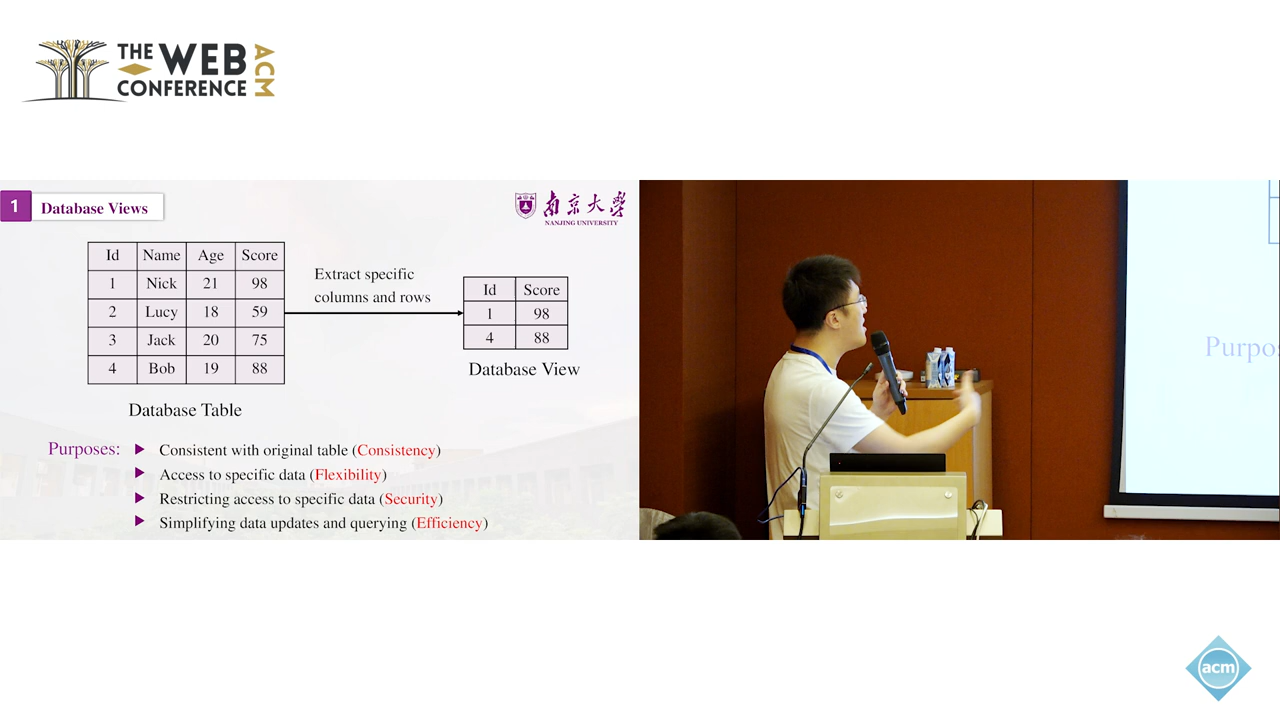 THE WEB CONFERENCE ACM
1 Database Views
南京大学
NANJING UNIVERSITY
Id Name Age Score
1 Nick 21 98
2 Lucy 18 59
3 Jack 20 75
4 Bob 19 88
Database Table
Extract specific
columns and rows
Id Score
1 98
4 88
Database View
Purposes:
Consistent with original table (Consistency)
Access to specific data (Flexibility)
Restricting access to specific data (Security)
Simplifying data updates and querying (Efficiency)
Purpo
acm